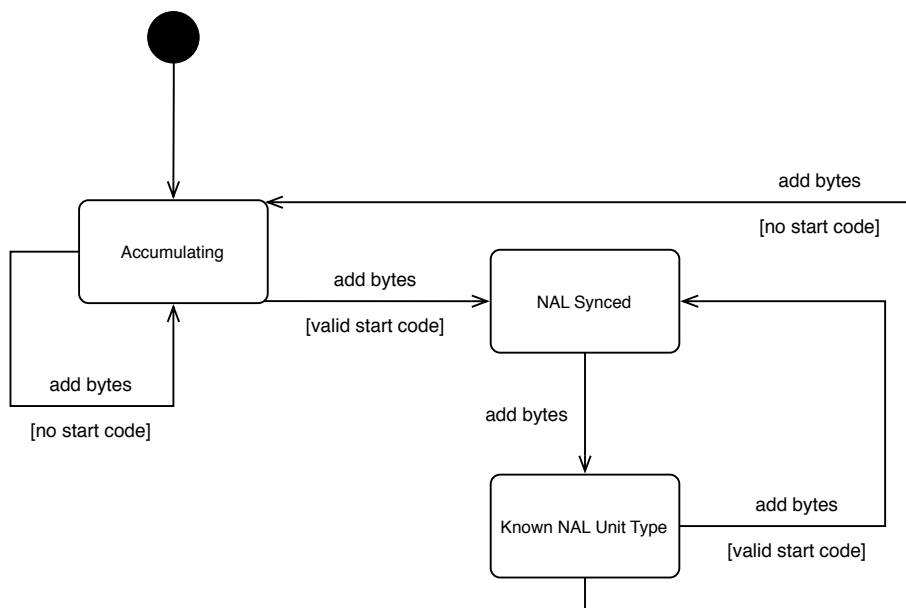 add bytes
[no start code]
Accumulating
add bytes
[valid start code]
NAL Synced
add bytes
[no start code]
add bytes
Known NAL Unit Type
add bytes
[valid start code]